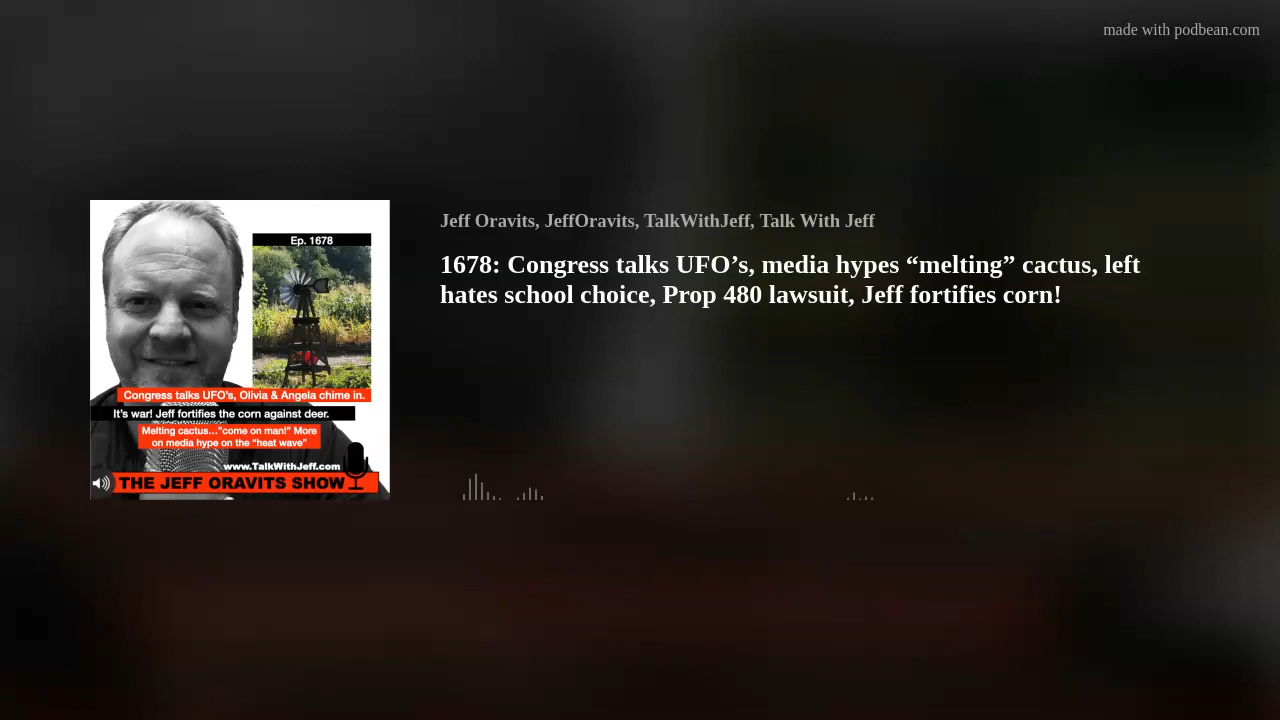 made with podbean.com
Jeff Oravits, JeffOravits, TalkWithJeff, Talk With Jeff
1678: Congress talks UFO’s, media hypes “melting” cactus, left
hates school choice, Prop 480 lawsuit, Jeff fortifies corn!
Ep. 1678
Congress talks UFO's, Olivia & Angela chime in.
It's war! Jeff fortifies the corn against deer.
Melting cactus…"come on man!" More
on media hype on the "heat wave"
www.TalkWithJeff.com
THE JEFF ORAVITS SHOW